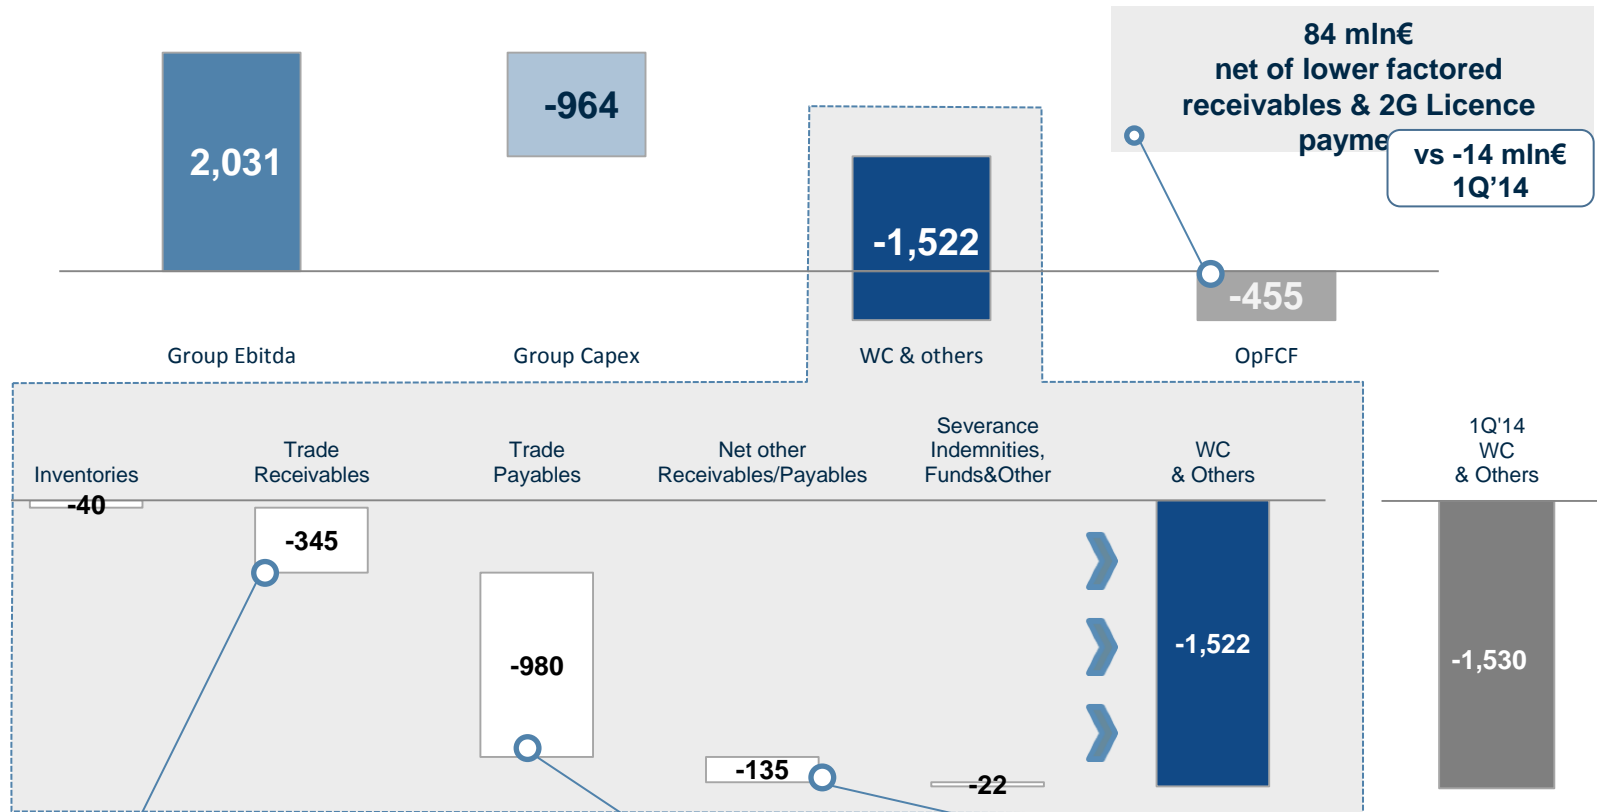 84 mln€
net of lower factored
receivables & 2G Licence
payme
vs -14 mln€
1Q’14
2,031
-964
-1,522
-455
Group Ebitda
Group Capex
WC & others
OpFCF
Inventories
Trade
Receivables
Trade
Payables
Net other
Receivables/Payables
Severance
Indemnities,
Funds&Other
WC
& Others
1Q'14
WC
& Others
-40
-345
-980
-135
-22
-1,522
-1,530